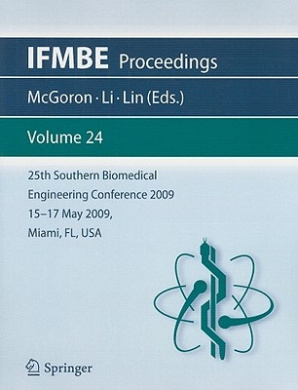 IFMBE Proceedings
McGoron · Li · Lin (Eds.)
Volume 24
25th Southern Biomedical
Engineering Conference 2009
15–17 May 2009,
Miami, FL, USA
Springer